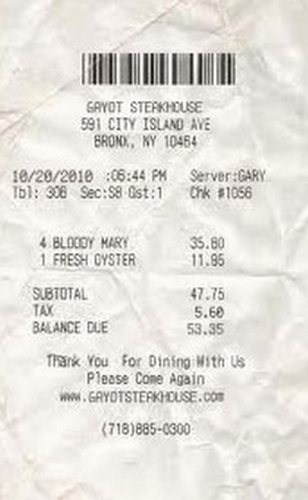 GAYOT STEAKHOUSE
591 CITY ISLAND AVE
BRONX, NY 10464
10/20/2010 :06:44 PM Server:GARY
Tbl: 306 Sec:S8 Gst:1 Chk #1056
4 BLOODY MARY 35.80
1 FRESH OYSTER 11.95
SUBTOTAL 47.75
TAX 5.60
BALANCE DUE 53.35
Thank You For Dining With Us
Please Come Again
www.GAYOTSTEAKHOUSE.com
(718)885-0300